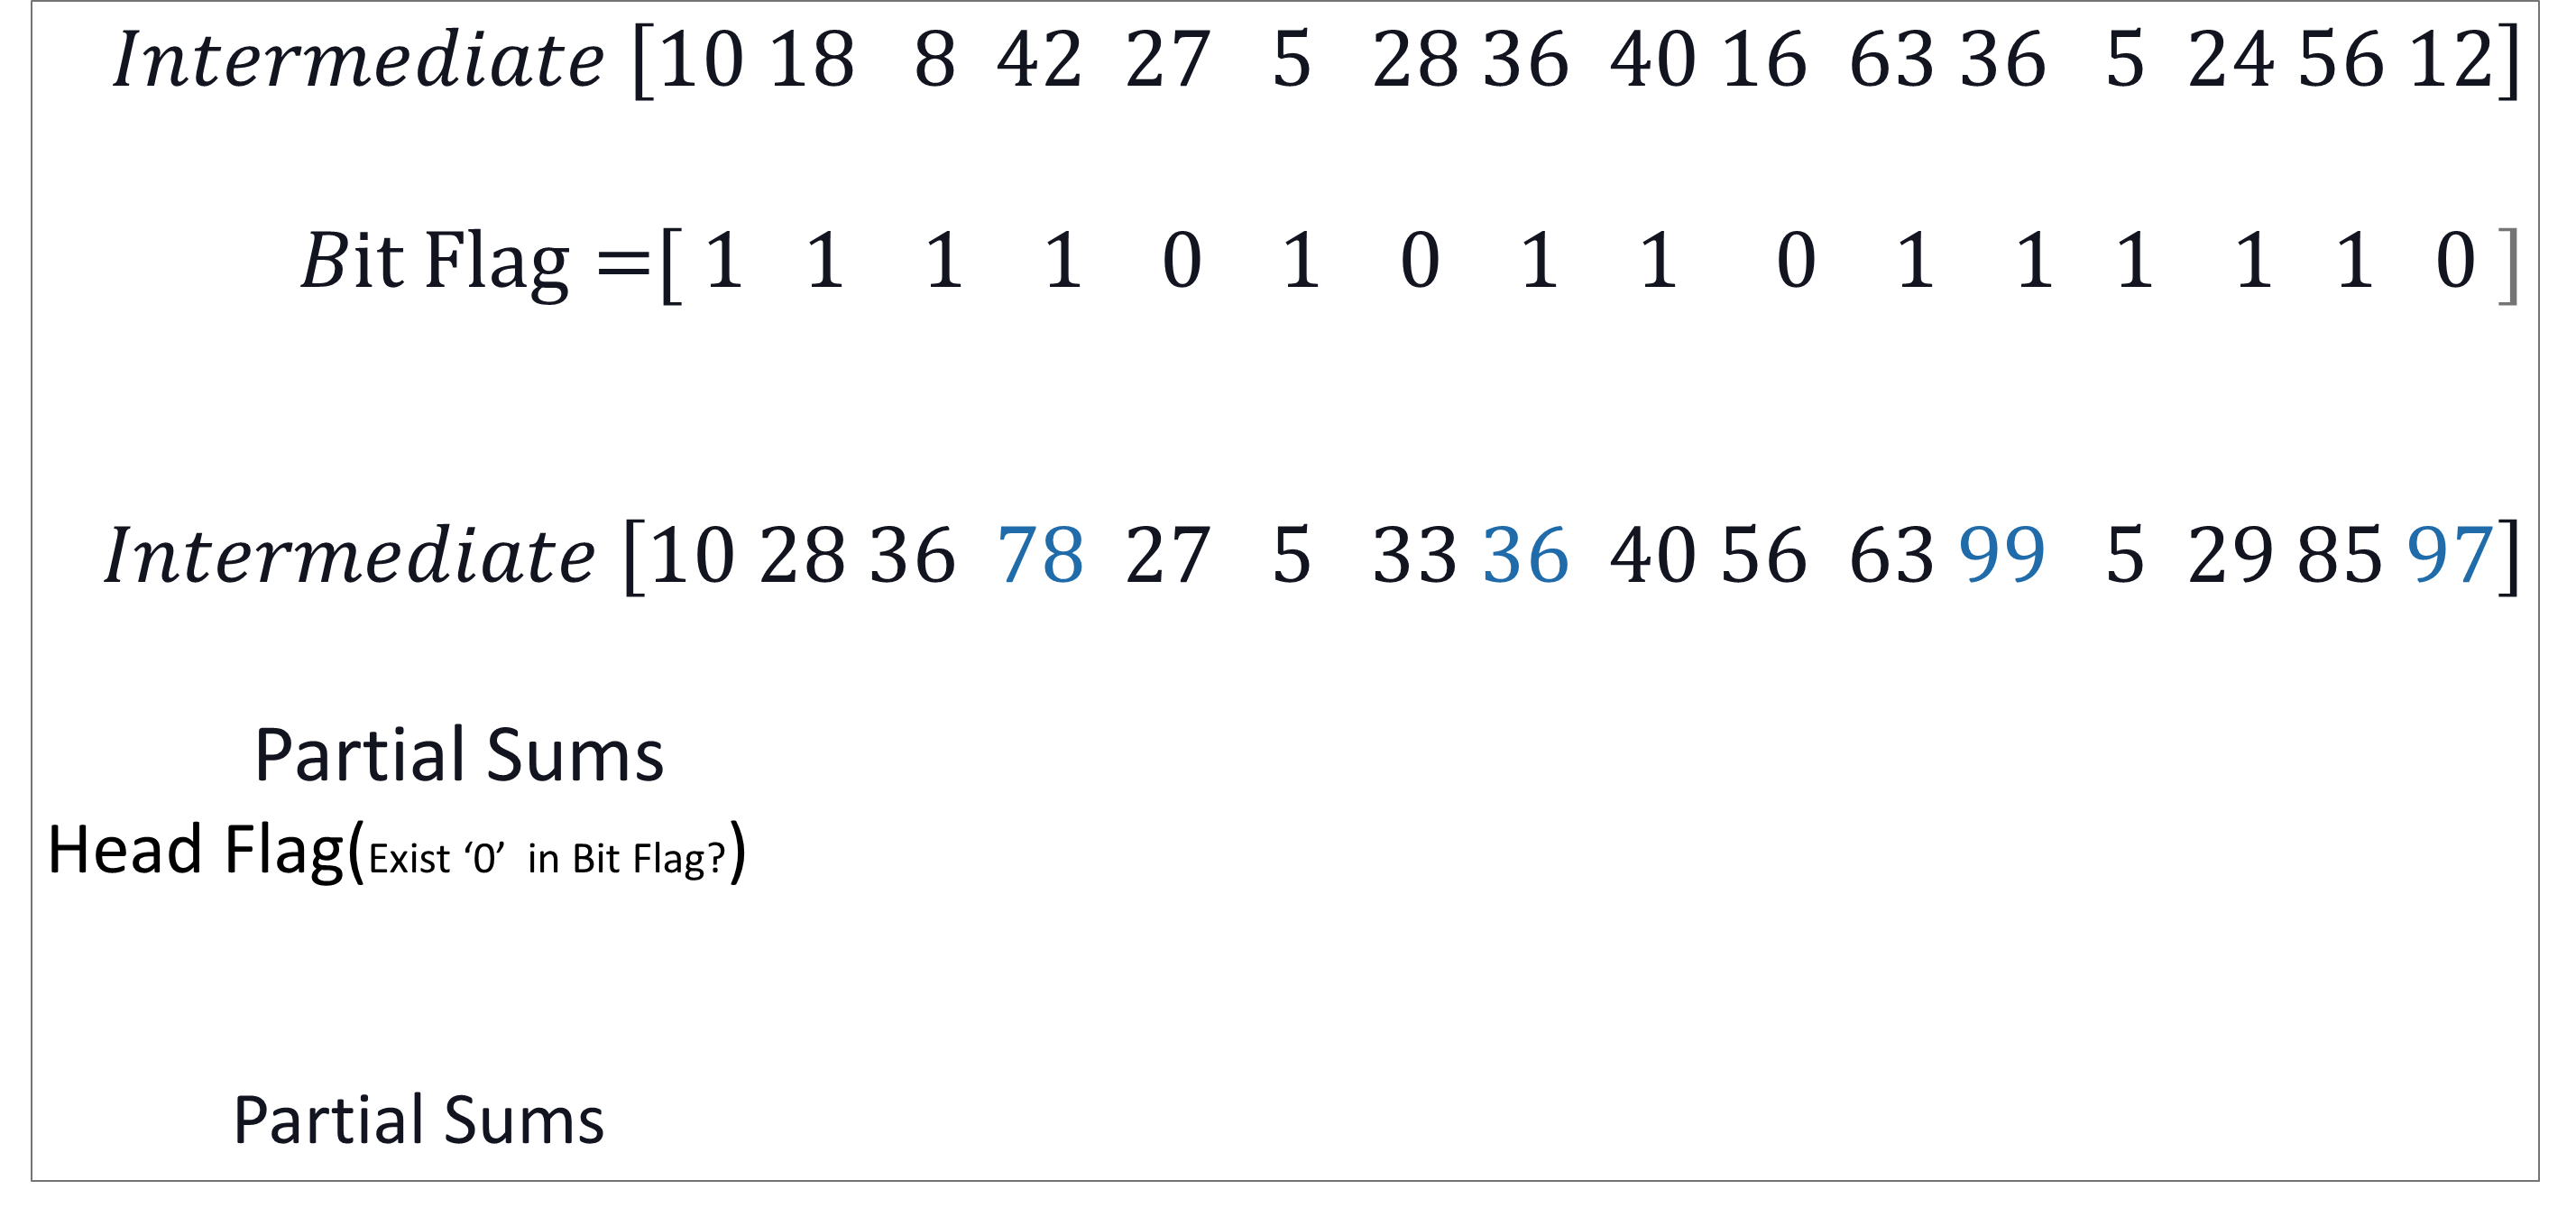 Intermediate [10 18 8 42 27 5 28 36 40 16 63 36 5 24 56 12]
Bit Flag =[ 1 1 1 1 0 1 0 1 1 0 1 1 1 1 1 0 ]
Intermediate [10 28 36 78 27 5 33 36 40 56 63 99 5 29 85 97]
Partial Sums
Head Flag(Exist ‘0’ in Bit Flag?)
Partial Sums